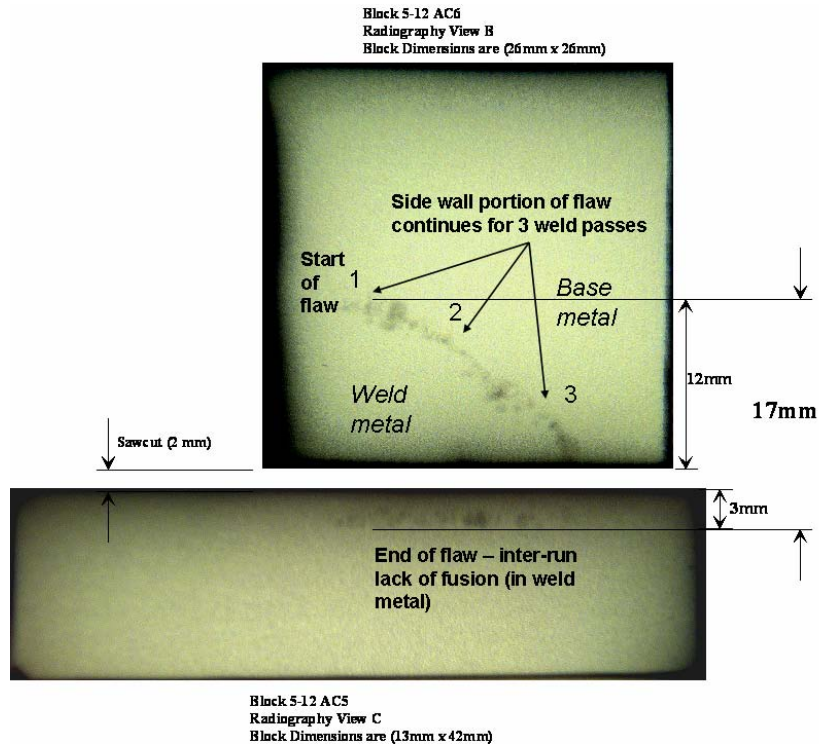 Block 5-12 AC6
Radiography View B
Block Dimensions are (26mm x 26mm)
Side wall portion of flaw
continues for 3 weld passes
Start
of
flaw
1
2
3
Base
metal
Weld
metal
12mm
17mm
Sawcut (2 mm)
3mm
End of flaw – inter-run
lack of fusion (in weld
metal)
Block 5-12 AC5
Radiography View C
Block Dimensions are (13mm x 42mm)